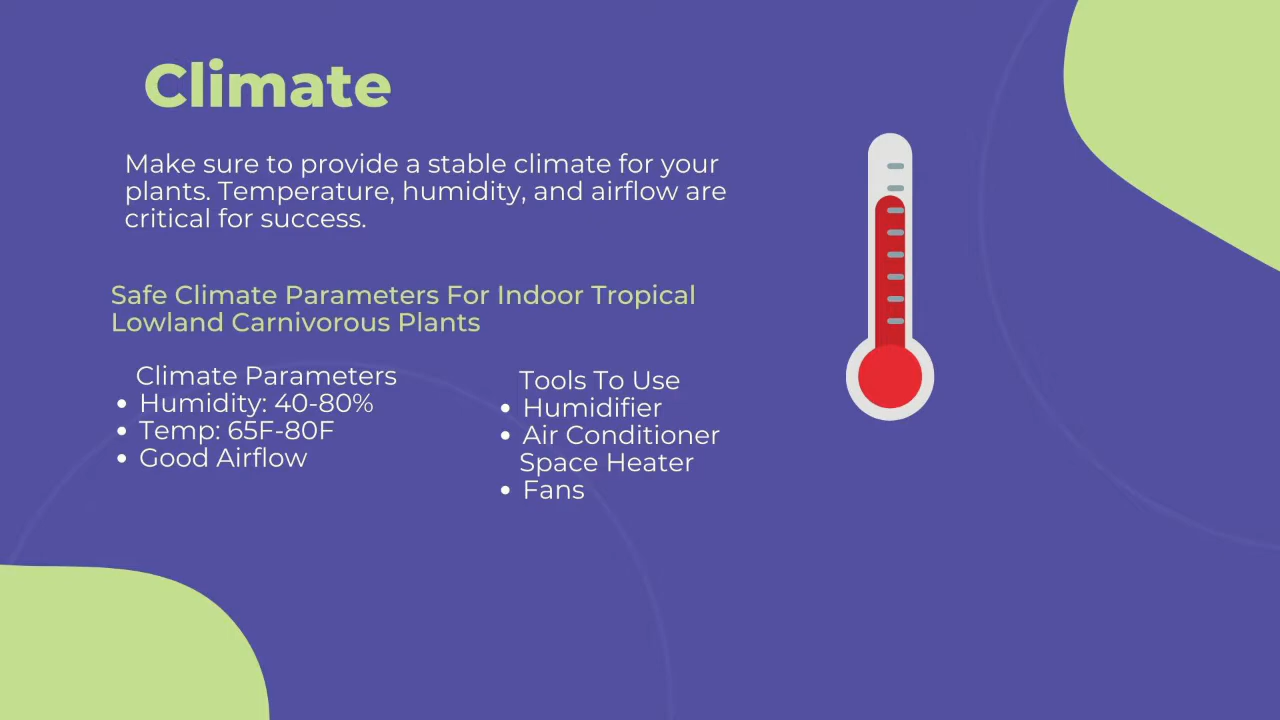 Climate
Make sure to provide a stable climate for your
plants. Temperature, humidity, and airflow are
critical for success.
Safe Climate Parameters For Indoor Tropical
Lowland Carnivorous Plants
Climate Parameters
• Humidity: 40-80%
• Temp: 65F-80F
• Good Airflow
Tools To Use
• Humidifier
• Air Conditioner
Space Heater
• Fans